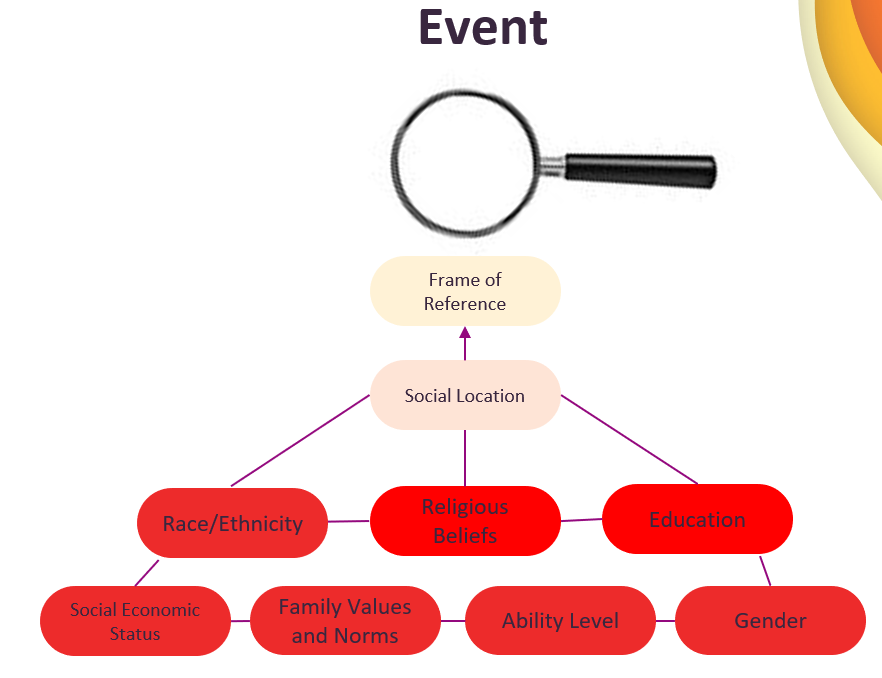 Event
Frame of
Reference
Social Location
Race/Ethnicity
Religious
Beliefs
Education
Social Economic
Status
Family Values
and Norms
Ability Level
Gender